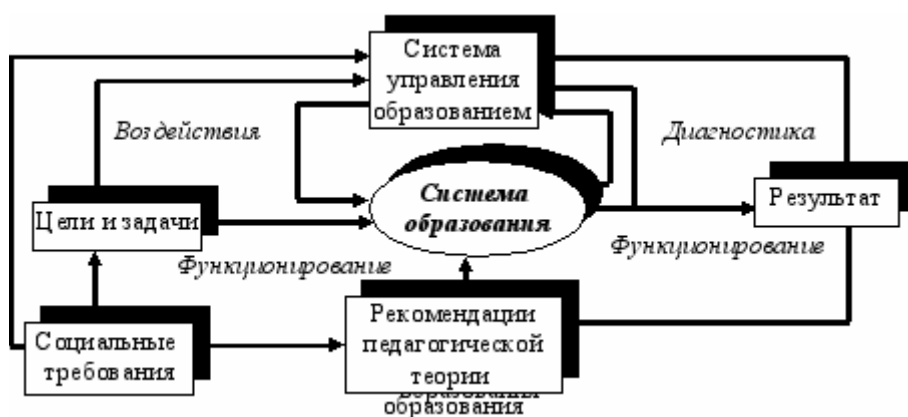 Система
управления
образованием
Воздействия
Диагностика
Система
образования
Цели и задачи
Результат
Функционирование
Функционирование
Социальные
требования
Рекомендации
педагогической
теории
образования